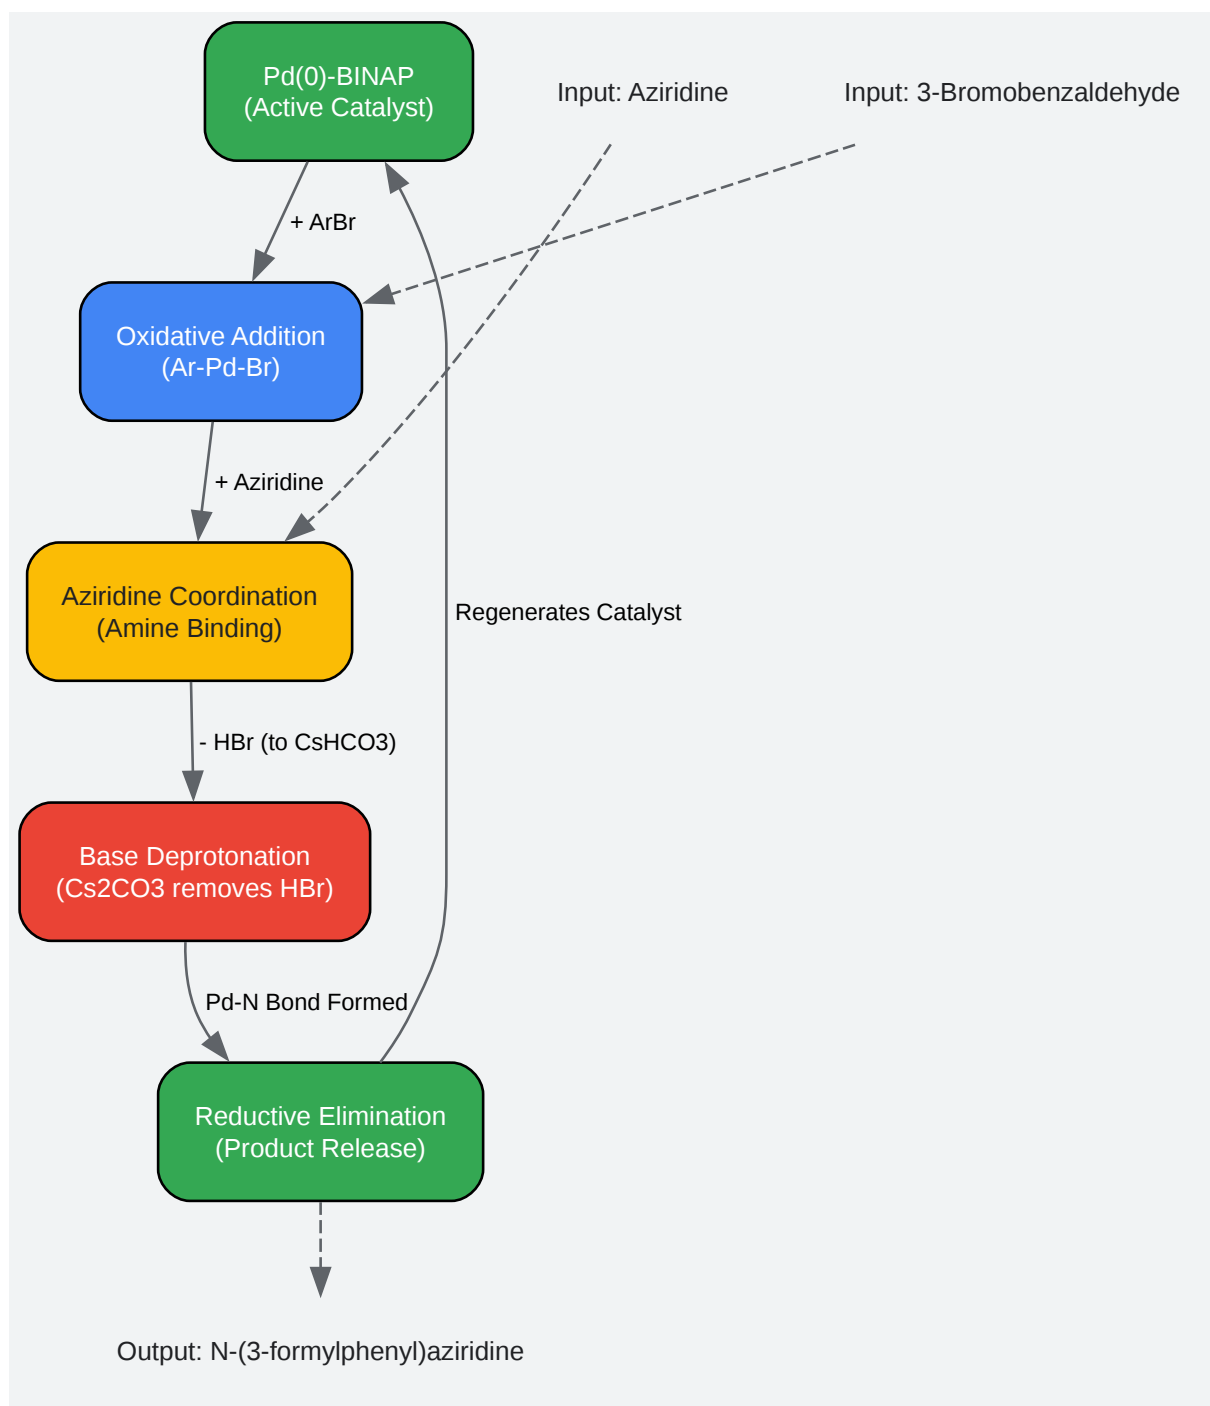 Pd(0)-BINAP
(Active Catalyst)
Input: Aziridine
Input: 3-Bromobenzaldehyde
+ ArBr
Oxidative Addition
(Ar-Pd-Br)
+ Aziridine
Aziridine Coordination
(Amine Binding)
Regenerates Catalyst
- HBr (to CsHCO3)
Base Deprotonation
(Cs2CO3 removes HBr)
Pd-N Bond Formed
Reductive Elimination
(Product Release)
Output: N-(3-formylphenyl)aziridine